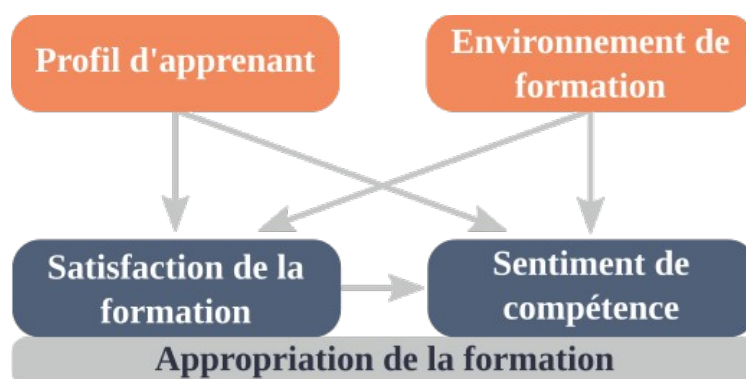 Profil d'apprenant
Environnement de
formation
Satisfaction de la
formation
Sentiment de
compétence
Appropriation de la formation